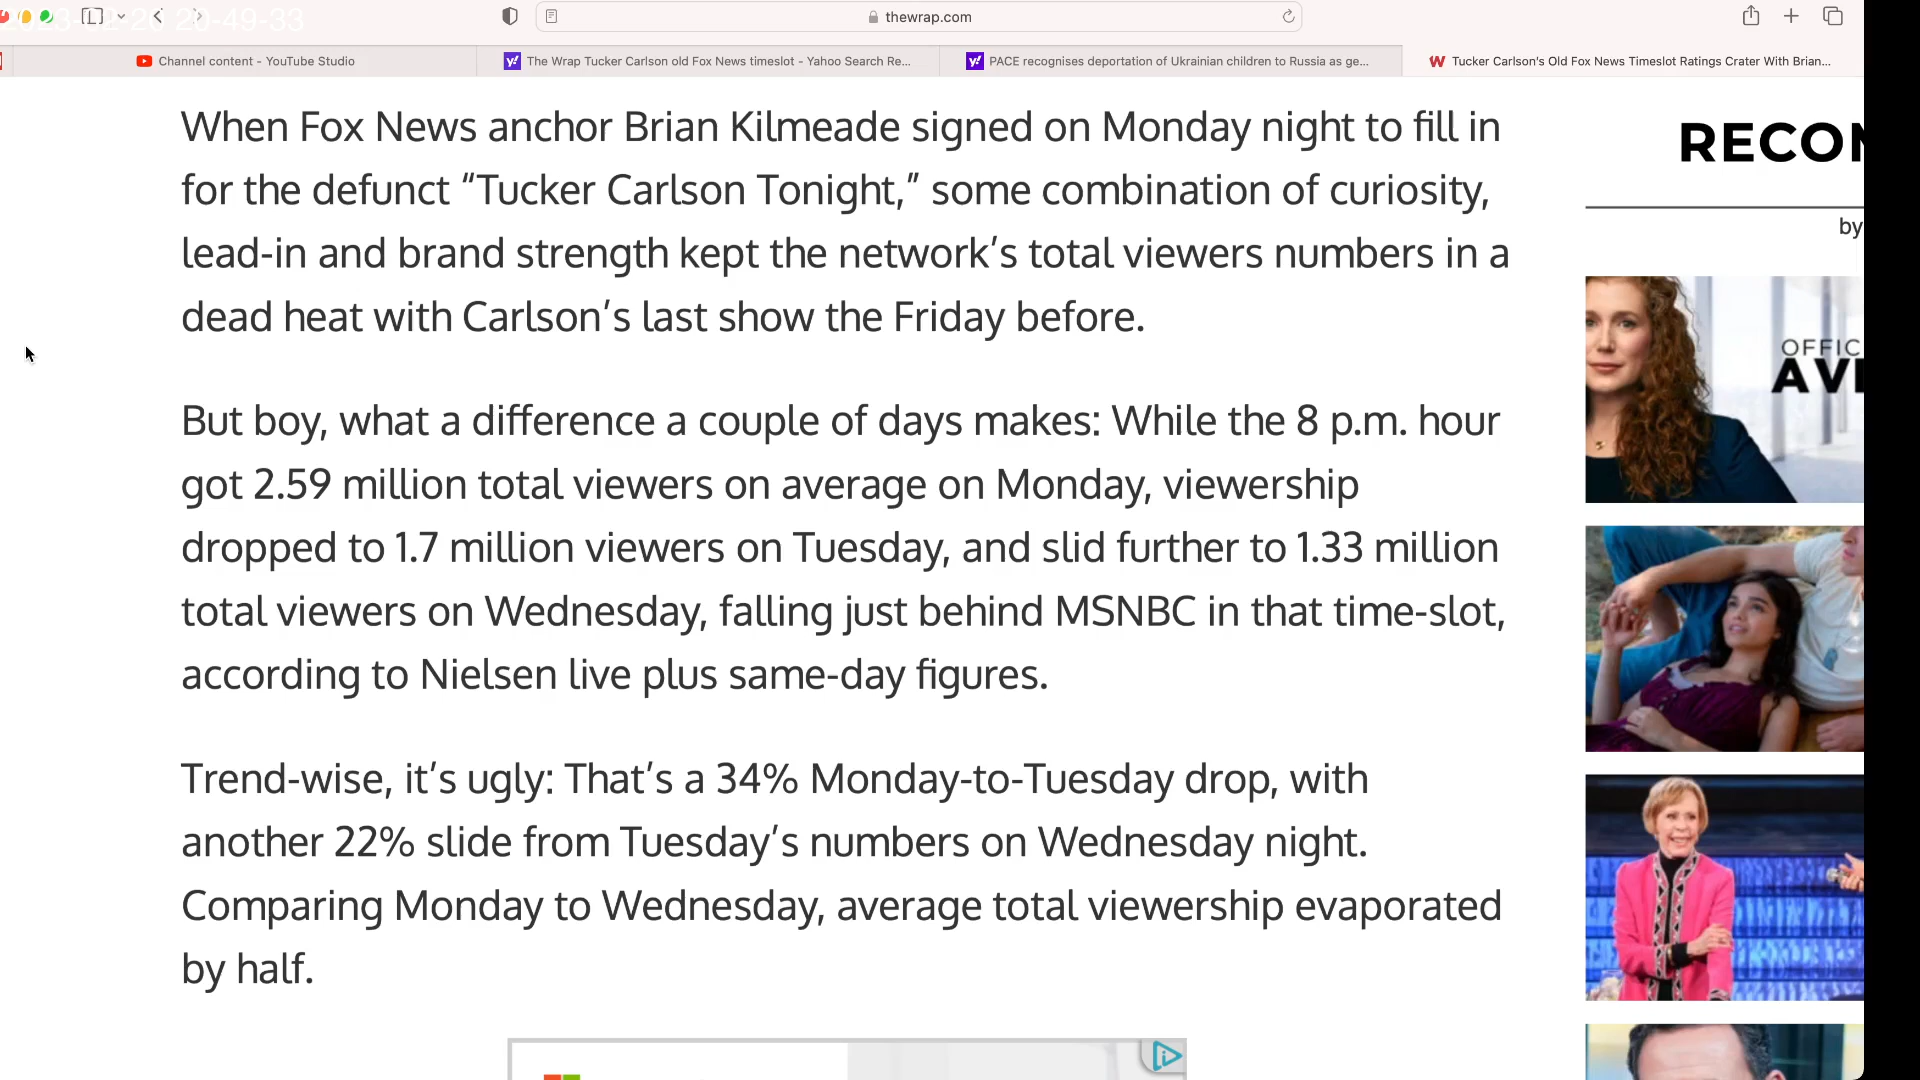 2023-02-26 20-49-33
thewrap.com
Channel content - YouTube Studio
The Wrap Tucker Carlson old Fox News timeslot - Yahoo Search Re...
PACE recognises deportation of Ukrainian children to Russia as ge...
Tucker Carlson's Old Fox News Timeslot Ratings Crater With Brian...
When Fox News anchor Brian Kilmeade signed on Monday night to fill in
for the defunct “Tucker Carlson Tonight,” some combination of curiosity,
lead-in and brand strength kept the network’s total viewers numbers in a
dead heat with Carlson’s last show the Friday before.
But boy, what a difference a couple of days makes: While the 8 p.m. hour
got 2.59 million total viewers on average on Monday, viewership
dropped to 1.7 million viewers on Tuesday, and slid further to 1.33 million
total viewers on Wednesday, falling just behind MSNBC in that time-slot,
according to Nielsen live plus same-day figures.
Trend-wise, it’s ugly: That’s a 34% Monday-to-Tuesday drop, with
another 22% slide from Tuesday’s numbers on Wednesday night.
Comparing Monday to Wednesday, average total viewership evaporated
by half.
RECOM
by
OFFIC
AVI